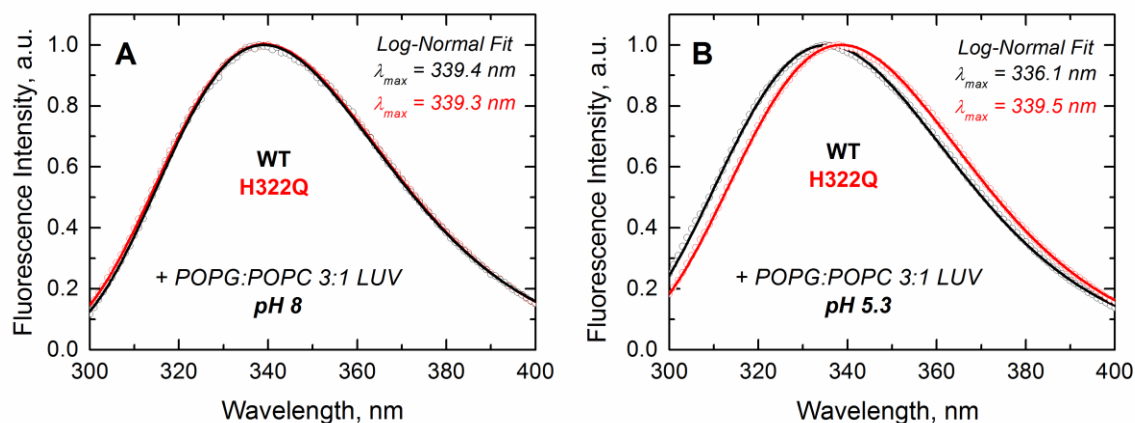 A
Log-Normal Fit
λmax = 339.4 nm
λmax = 339.3 nm
WT
H322Q
+ POPG:POPC 3:1 LUV
pH 8
Fluorescence Intensity, a.u.
1.0
0.8
0.6
0.4
0.2
0.0
300 320 340 360 380 400
Wavelength, nm
B
Log-Normal Fit
λmax = 336.1 nm
λmax = 339.5 nm
WT
H322Q
+ POPG:POPC 3:1 LUV
pH 5.3
Fluorescence Intensity, a.u.
1.0
0.8
0.6
0.4
0.2
0.0
300 320 340 360 380 400
Wavelength, nm